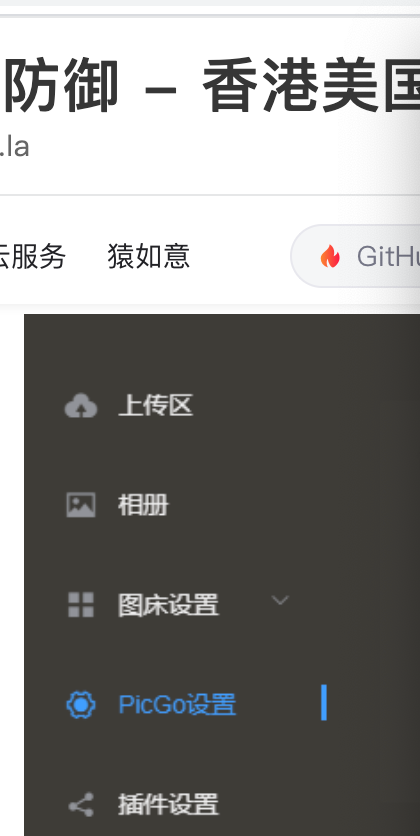 防御 – 香港美国
.la
云服务 猿如意 GitHu
上传区
相册
图床设置
PicGo设置
插件设置